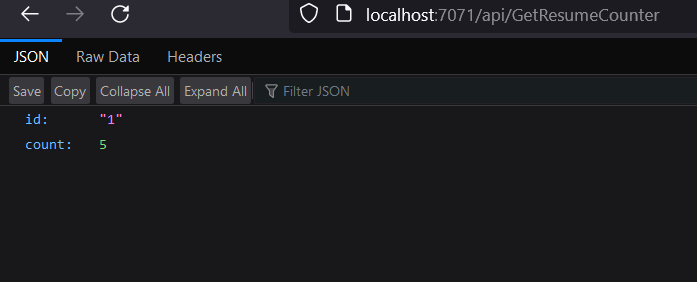 localhost:7071/api/GetResumeCounter
JSON Raw Data Headers
Save Copy Collapse All Expand All Filter JSON
id: "1"
count: 5